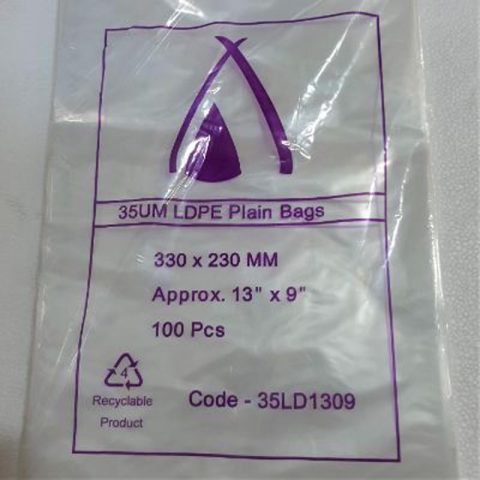 35UM LDPE Plain Bags
330 x 230 MM
Approx. 13" x 9"
100 Pcs
4
Recyclable
Product
Code - 35LD1309